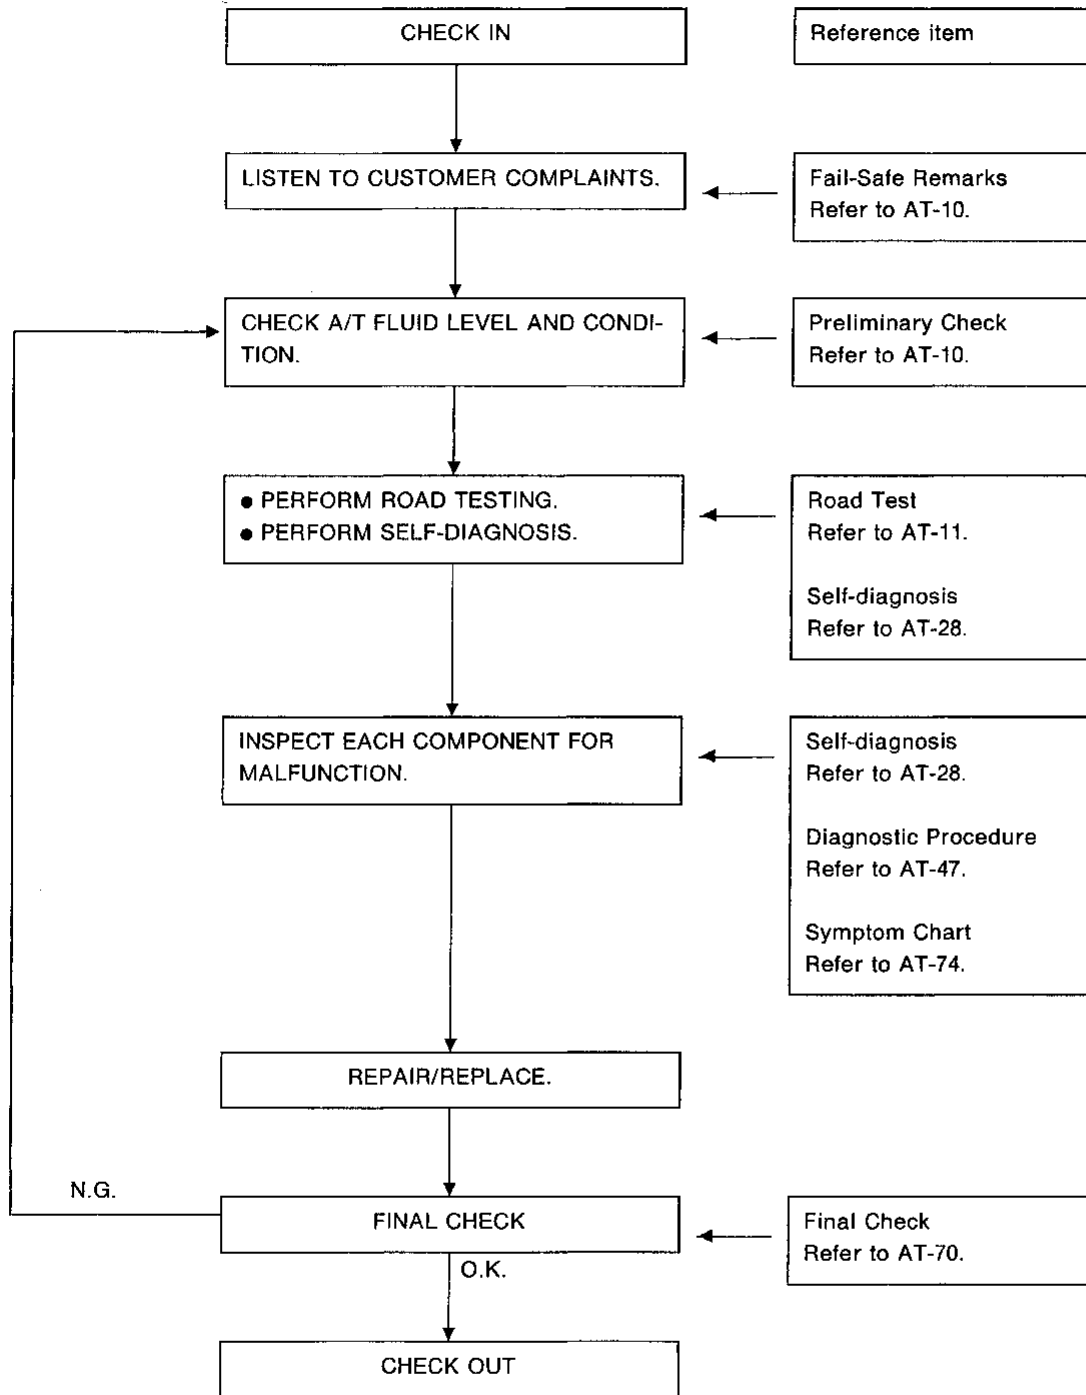 CHECK IN
Reference item
LISTEN TO CUSTOMER COMPLAINTS.
Fail-Safe Remarks
Refer to AT-10.
CHECK A/T FLUID LEVEL AND CONDI-
TION.
Preliminary Check
Refer to AT-10.
● PERFORM ROAD TESTING.
● PERFORM SELF-DIAGNOSIS.
Road Test
Refer to AT-11.
Self-diagnosis
Refer to AT-28.
INSPECT EACH COMPONENT FOR
MALFUNCTION.
Self-diagnosis
Refer to AT-28.
Diagnostic Procedure
Refer to AT-47.
Symptom Chart
Refer to AT-74.
REPAIR/REPLACE.
N.G.
FINAL CHECK
Final Check
Refer to AT-70.
O.K.
CHECK OUT